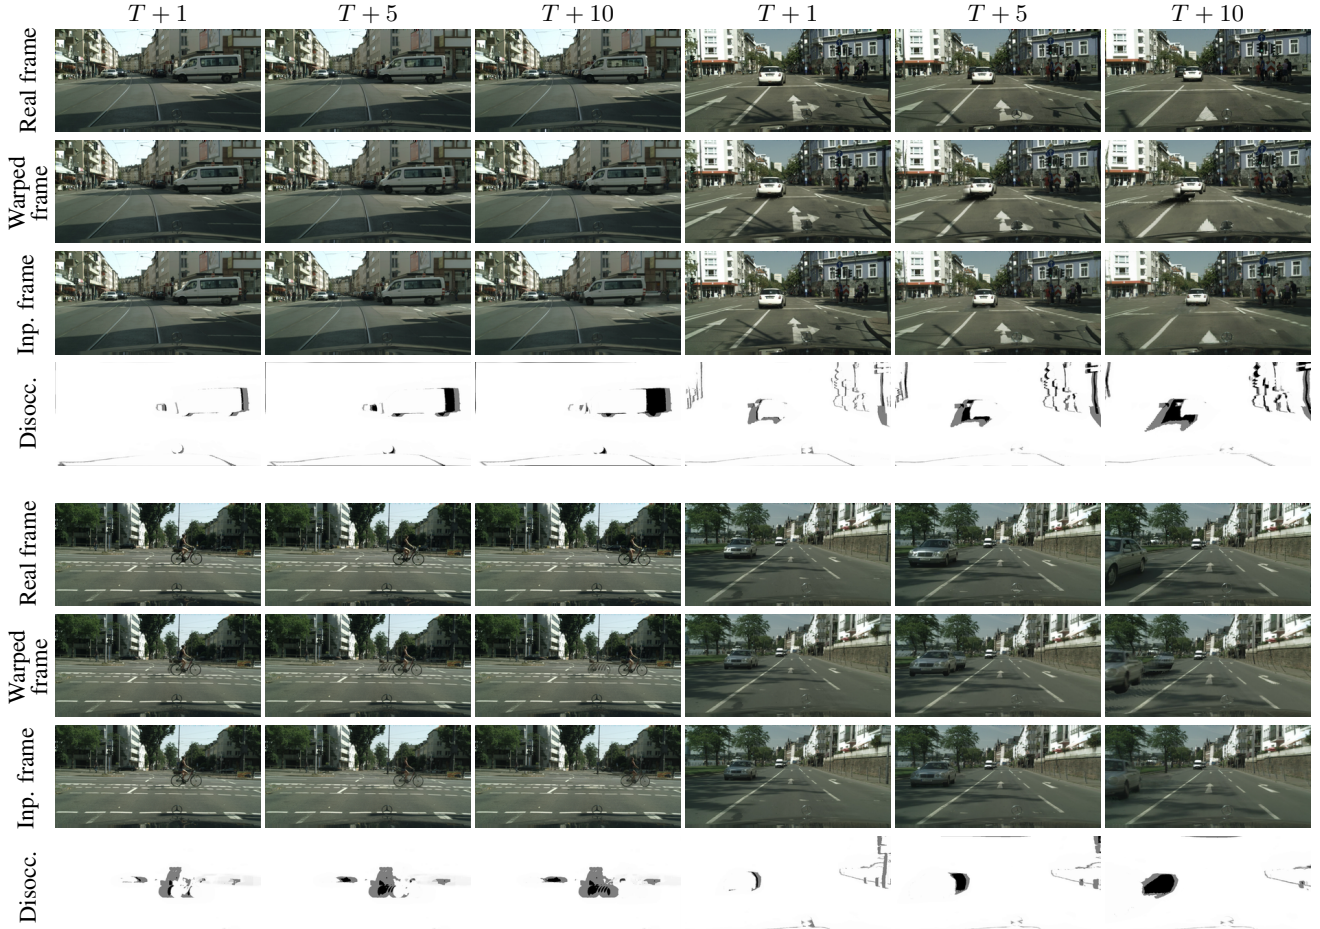 T + 1 T + 5 T + 10 T + 1 T + 5 T + 10
Real frame
Warped
frame
Inp. frame
Disocc.
Real frame
Warped
frame
Inp. frame
Disocc.